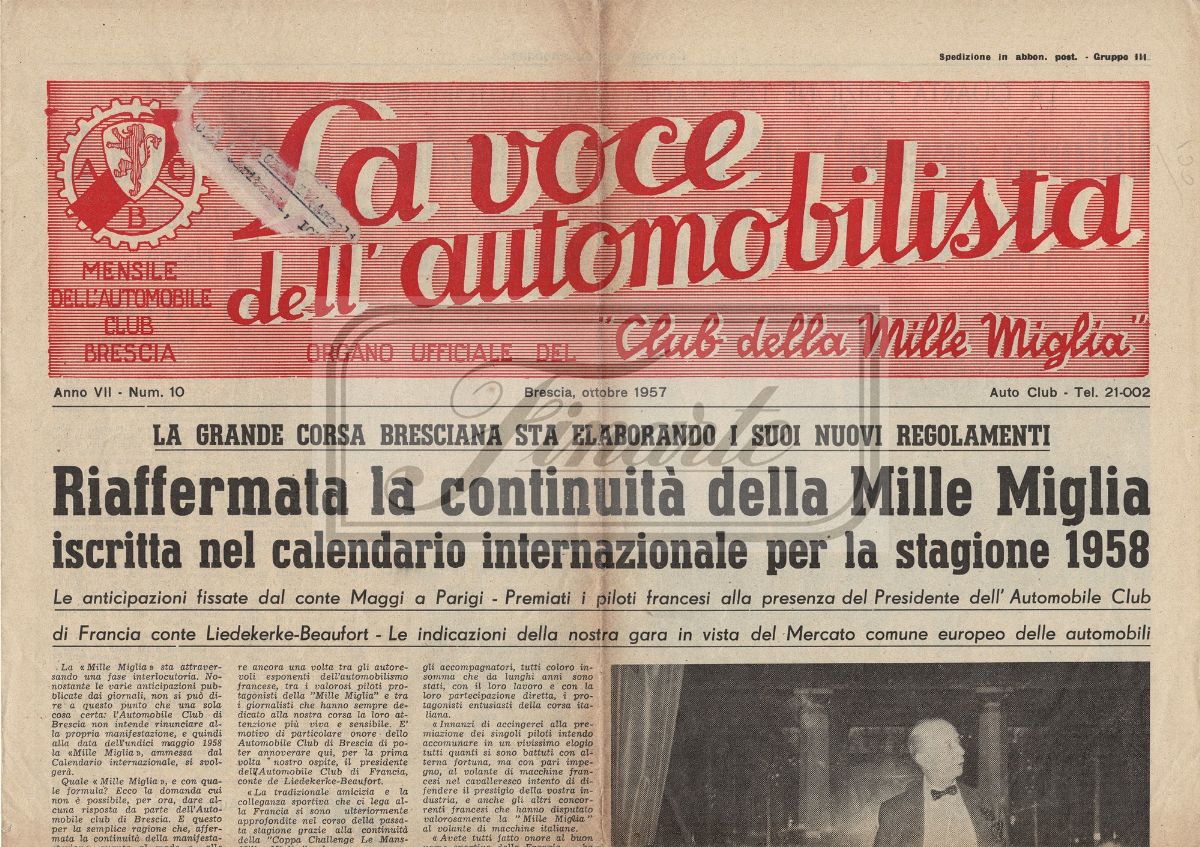 Spedizione in abbon. post. - Gruppo III
A C
B
La voce
dell'automobilista
MENSILE
DELL'AUTOMOBILE
CLUB
BRESCIA
ORGANO UFFICIALE DEL "Club della Mille Miglia"
Anno VII - Num. 10 Brescia, ottobre 1957 Auto Club - Tel. 21-002
LA GRANDE CORSA BRESCIANA STA ELABORANDO I SUOI NUOVI REGOLAMENTI
Riaffermata la continuità della Mille Miglia
iscritta nel calendario internazionale per la stagione 1958
Le anticipazioni fissate dal conte Maggi a Parigi - Premiati i piloti francesi alla presenza del Presidente dell'Automobile Club
di Francia conte Liedekerke-Beaufort - Le indicazioni della nostra gara in vista del Mercato comune europeo delle automobili
Finarte
La «Mille Miglia» sta attraver-
sando una fase interlocutoria. No-
nostante le varie anticipazioni pub-
blicate dai giornali, non si può di-
re a questo punto che una sola
cosa certa: l'Automobile Club di
Brescia non intende rinunciare al-
la propria manifestazione, e quindi
alla data dell'undici maggio 1958
la «Mille Miglia», ammessa dal
Calendario internazionale, si svol-
gerà.
Quale «Mille Miglia», e con qua-
le formula? Ecco la domanda cui
non è possibile, per ora, dare al-
cuna risposta da parte dell'Auto-
mobile club di Brescia. E questo
per la semplice ragione che, affer-
mata la continuità della manifesta-
re ancora una volta tra gli autore-
voli esponenti dell'automobilismo
francese, tra i valorosi piloti pro-
tagonisti della "Mille Miglia" e tra
i giornalisti che hanno sempre de-
dicato alla nostra corsa la loro at-
tenzione più viva e sensibile. E'
motivo di particolare onore dello
Automobile Club di Brescia di po-
ter annoverare qui, per la prima
volta nostro ospite, il presidente
dell'Automobile Club di Francia,
conte de Liedekerke-Beaufort.
«La tradizionale amicizia e la
colleganza sportiva che ci lega al-
la Francia si sono ulteriormente
approfondite nel corso della passa-
ta stagione grazie alla continuità
della "Coppa Challenge Le Mans-
gli accompagnatori, tutti coloro in-
somma che da lunghi anni sono
stati, con il loro lavoro e con la
loro partecipazione diretta, i pro-
tagonisti entusiasti della corsa ita-
liana.
«Innanzi di accingerci alla pre-
miazione dei singoli piloti intendo
accomunare in un vivissimo elogio
tutti quanti si sono battuti con al-
terna fortuna, ma con pari impe-
gno, al volante di macchine fran-
cesi nel cavalleresco intento di di-
fendere il prestigio della vostra in-
dustria, e anche gli altri concor-
renti francesi che hanno disputato
valorosamente la "Mille Miglia"
al volante di macchine italiane.
«Avete tutti fatto onore al buon